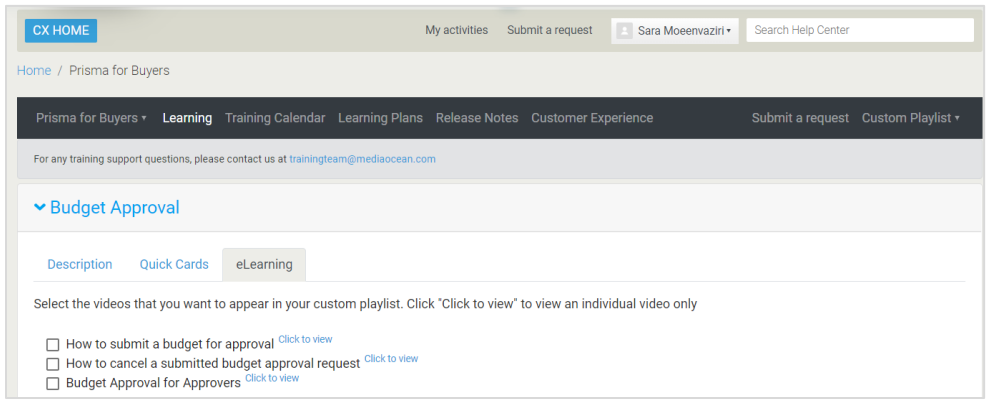 CX HOME My activities Submit a request Sara Moeenvaziri Search Help Center
Home / Prisma for Buyers
Prisma for Buyers Learning Training Calendar Learning Plans Release Notes Customer Experience Submit a request Custom Playlist
For any training support questions, please contact us at trainingteam@mediaocean.com
Budget Approval
Description Quick Cards eLearning
Select the videos that you want to appear in your custom playlist. Click "Click to view" to view an individual video only
How to submit a budget for approval Click to view
How to cancel a submitted budget approval request Click to view
Budget Approval for Approvers Click to view